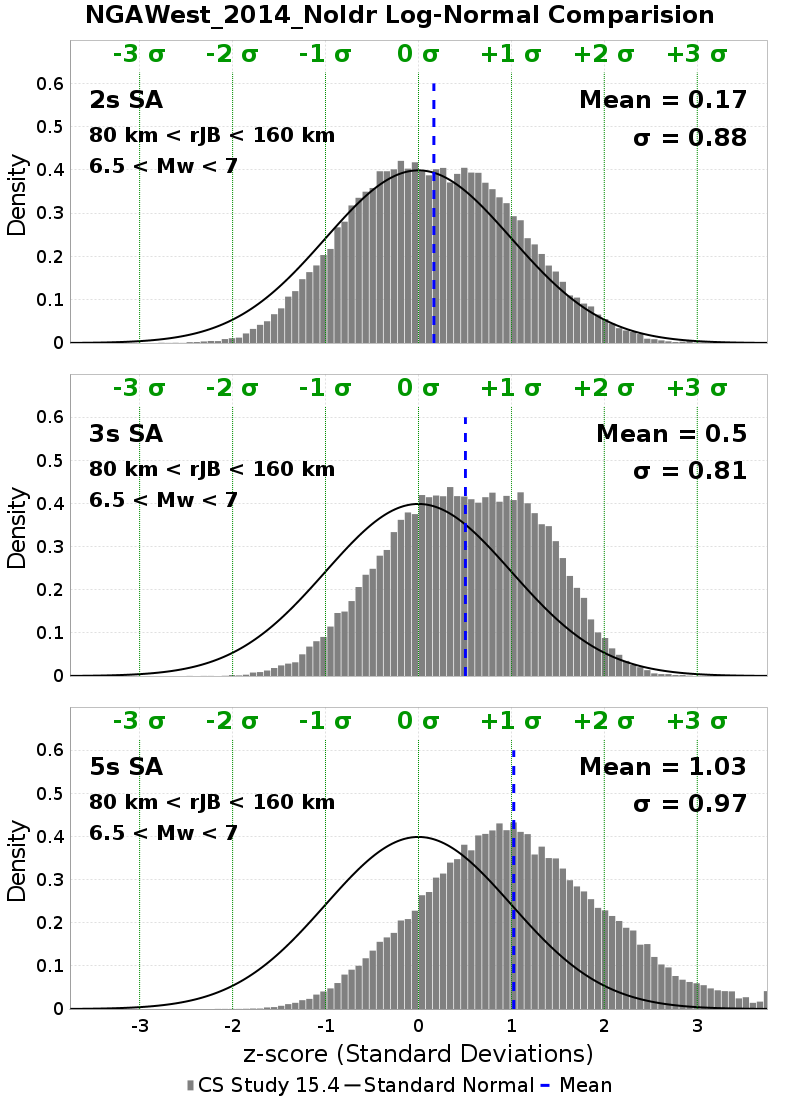 NGAWest_2014_NoIdr Log-Normal Comparision
-3 σ -2 σ -1 σ 0 σ +1 σ +2 σ +3 σ
2s SA
80 km < rJB < 160 km
6.5 < Mw < 7
Mean = 0.17
σ = 0.88
Density
0.6
0.5
0.4
0.3
0.2
0.1
0
-3 σ -2 σ -1 σ 0 σ +1 σ +2 σ +3 σ
3s SA
80 km < rJB < 160 km
6.5 < Mw < 7
Mean = 0.5
σ = 0.81
Density
0.6
0.5
0.4
0.3
0.2
0.1
0
-3 σ -2 σ -1 σ 0 σ +1 σ +2 σ +3 σ
5s SA
80 km < rJB < 160 km
6.5 < Mw < 7
Mean = 1.03
σ = 0.97
Density
0.6
0.5
0.4
0.3
0.2
0.1
0
-3 -2 -1 0 1 2 3
z-score (Standard Deviations)
CS Study 15.4 Standard Normal Mean